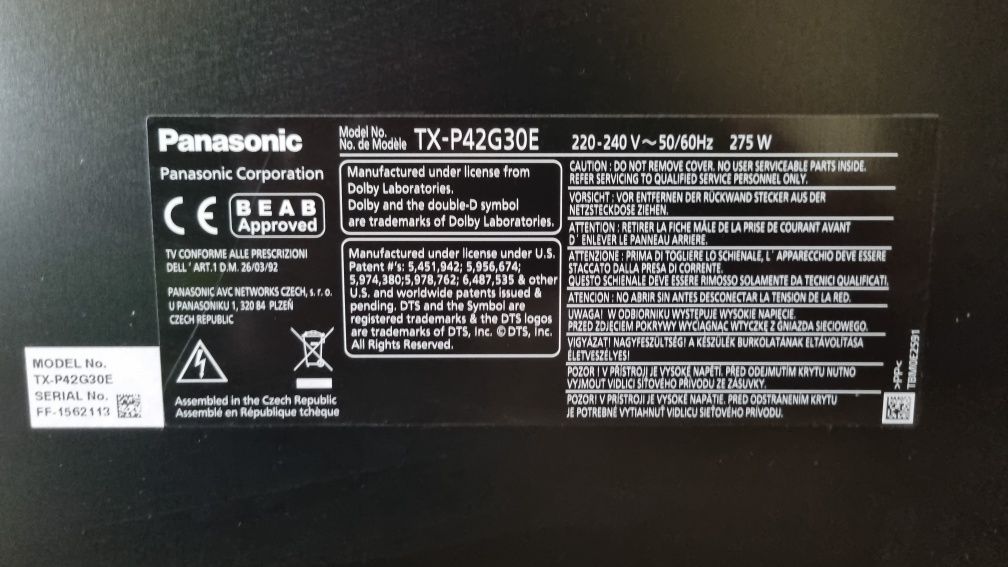 Panasonic
Model No.
No. de Modèle
TX-P42G30E
220-240 V~50/60Hz 275 W
Panasonic Corporation
CE
BEAB
Approved
TV CONFORME ALLE PRESCRIZIONI
DELL' ART.1 D.M. 26/03/92
PANASONIC AVC NETWORKS CZECH, s. r. o.
U PANASONIKU 1, 320 84 PLZEŇ
CZECH REPUBLIC
Assembled in the Czech Republic
Assemblé en République tchèque
Manufactured under license from
Dolby Laboratories.
Dolby and the double-D symbol
are trademarks of Dolby Laboratories.
Manufactured under license under U.S.
Patent #'s: 5,451,942; 5,956,674;
5,974,380;5,978,762; 6,487,535 & other
U.S. and worldwide patents issued &
pending. DTS and the Symbol are
registered trademarks & the DTS logos
are trademarks of DTS, Inc. © DTS, Inc.
All Rights Reserved.
CAUTION : DO NOT REMOVE COVER. NO USER SERVICEABLE PARTS INSIDE.
REFER SERVICING TO QUALIFIED SERVICE PERSONNEL ONLY.
VORSICHT : VOR ENTFERNEN DER RÜCKWAND STECKER AUS DER
NETZSTECKDOSE ZIEHEN.
ATTENTION : RETIRER LA FICHE MÂLE DE LA PRISE DE COURANT AVANT
D' ENLEVER LE PANNEAU ARRIERE.
ATTENZIONE : PRIMA DI TOGLIERE LO SCHIENALE, L' APPARECCHIO DEVE ESSERE
STACCATO DALLA PRESA DI CORRENTE.
QUESTO SCHIENALE DEVE ESSERE RIMOSSO SOLAMENTE DA TECNICI QUALIFICATI.
ATENCION : NO ABRIR SIN ANTES DESCONECTAR LA TENSION DE LA RED.
UWAGA! W ODBIORNIKU WYSTĘPUJE WYSOKIE NAPIĘCIE.
PRZED ZDJĘCIEM POKRYWY WYCIĄGNĄĆ WTYCZKĘ Z GNIAZDA SIECIOWEGO.
VIGYÁZAT! NAGYFESZÜLTSÉG! A KÉSZÜLÉK BURKOLATÁNAK ELTÁVOLÍTÁSA
ÉLETVESZÉLYES!
POZOR ! V PŘÍSTROJI JE VYSOKÉ NAPĚTÍ. PŘED ODEJMUTÍM KRYTU NUTNO
VYJMOUT VIDLICI SÍŤOVÉHO PŘÍVODU ZE ZÁSUVKY.
POZOR! V PRÍSTROJI JE VYSOKÉ NAPÄTIE. PRED ODSTRÁNENÍM KRYTU
JE POTREBNÉ VYTIAHNUŤ VIDLICU SIEŤOVÉHO PRÍVODU.
>PP<
TBM0E2591
MODEL No.
TX-P42G30E
SERIAL No.
FF-1562113